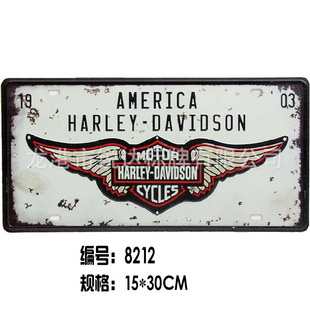 19 03
AMERICA
HARLEY-DAVIDSON
MOTOR
HARLEY-DAVIDSON
CYCLES
编号: 8212
规格: 15*30CM